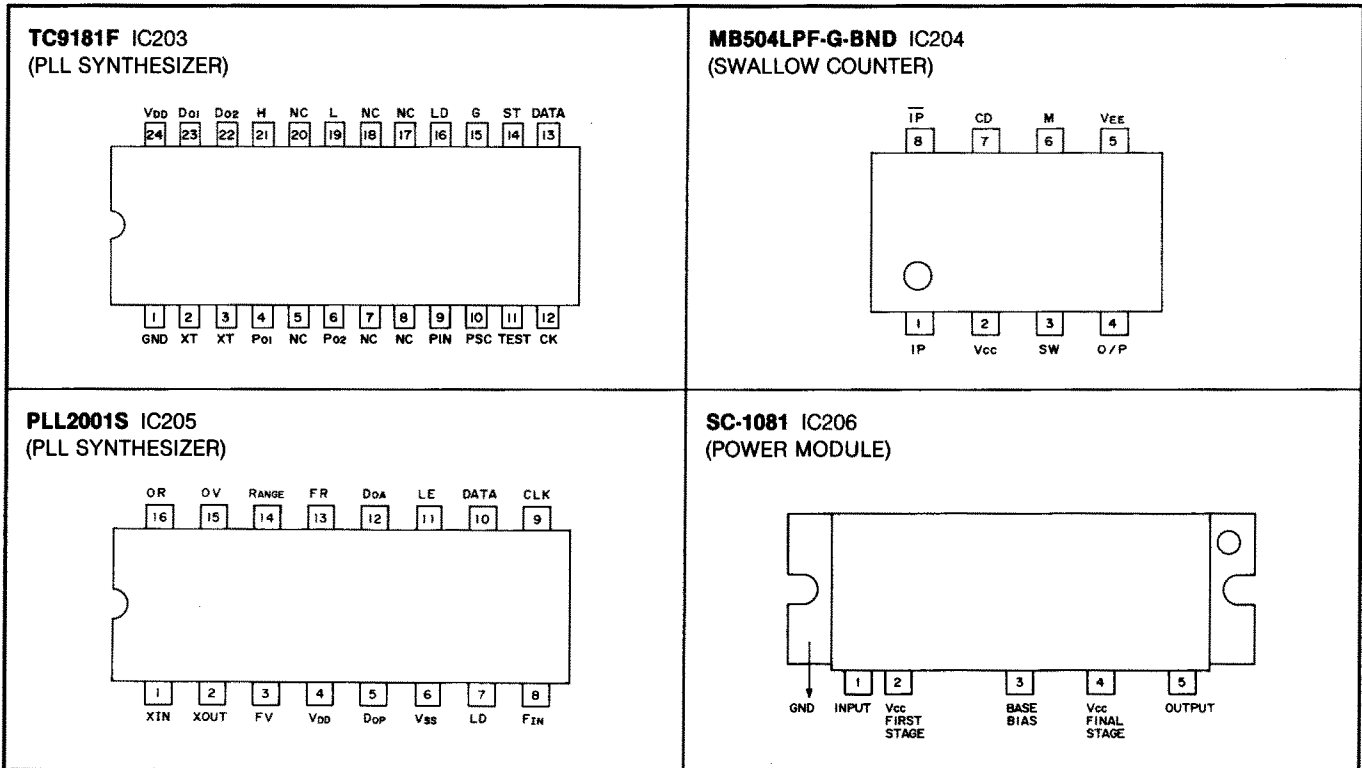 TC9181F IC203
(PLL SYNTHESIZER)
VDD DO1 DO2 H NC L NC NC LD G ST DATA
24 23 22 21 20 19 18 17 16 15 14 13
1 2 3 4 5 6 7 8 9 10 11 12
GND XT XT PO1 NC PO2 NC NC PIN PSC TEST CK
MB504LPF-G-BND IC204
(SWALLOW COUNTER)
I̅P̅ CD M VEE
8 7 6 5
1 2 3 4
IP Vcc SW O/P
PLL2001S IC205
(PLL SYNTHESIZER)
OR OV RANGE FR DOA LE DATA CLK
16 15 14 13 12 11 10 9
1 2 3 4 5 6 7 8
XIN XOUT FV VDD DOP VSS LD FIN
SC-1081 IC206
(POWER MODULE)
1 2 3 4 5
GND INPUT Vcc BASE Vcc OUTPUT
FIRST BIAS FINAL
STAGE STAGE